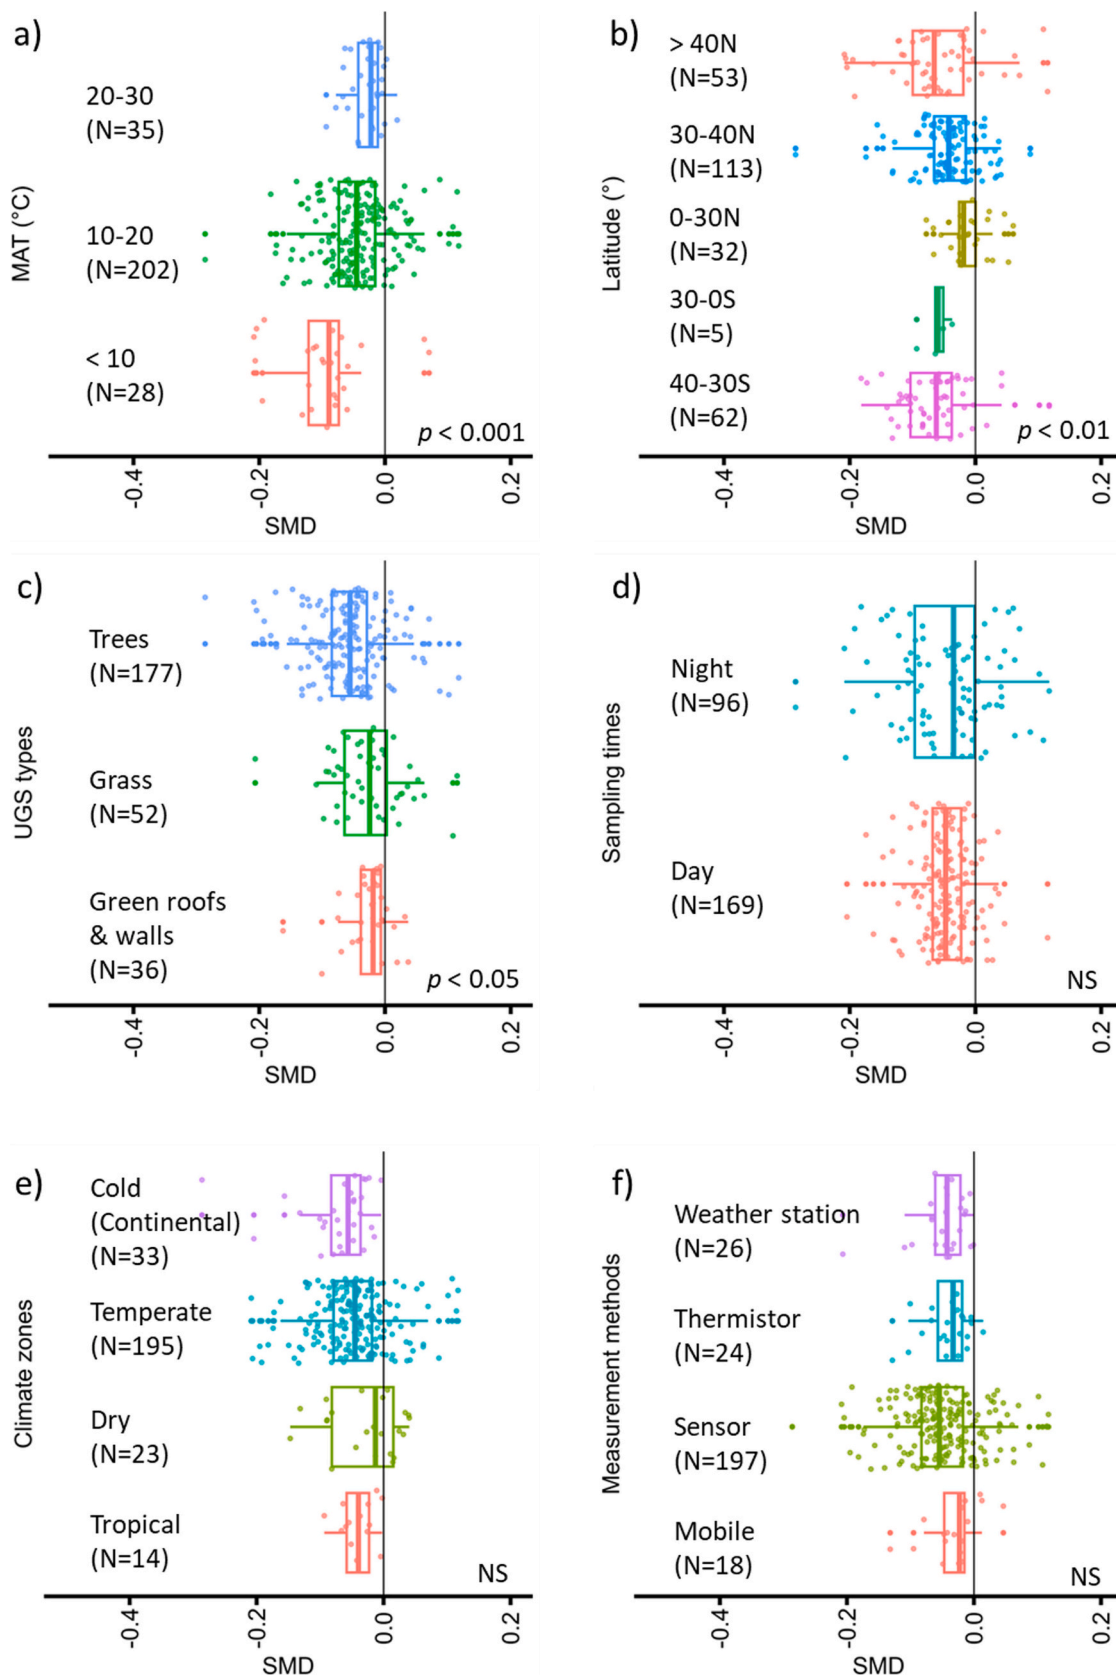 a)
MAT (°C)
20-30
(N=35)
10-20
(N=202)
< 10
(N=28)
p < 0.001
-0.4
-0.2
0.0
0.2
SMD
b)
Latitude (°)
> 40N
(N=53)
30-40N
(N=113)
0-30N
(N=32)
30-0S
(N=5)
40-30S
(N=62)
p < 0.01
-0.4
-0.2
0.0
0.2
SMD
c)
UGS types
Trees
(N=177)
Grass
(N=52)
Green roofs
& walls
(N=36)
p < 0.05
-0.4
-0.2
0.0
0.2
SMD
d)
Sampling times
Night
(N=96)
Day
(N=169)
NS
-0.4
-0.2
0.0
0.2
SMD
e)
Climate zones
Cold
(Continental)
(N=33)
Temperate
(N=195)
Dry
(N=23)
Tropical
(N=14)
NS
-0.4
-0.2
0.0
0.2
SMD
f)
Measurement methods
Weather station
(N=26)
Thermistor
(N=24)
Sensor
(N=197)
Mobile
(N=18)
NS
-0.4
-0.2
0.0
0.2
SMD